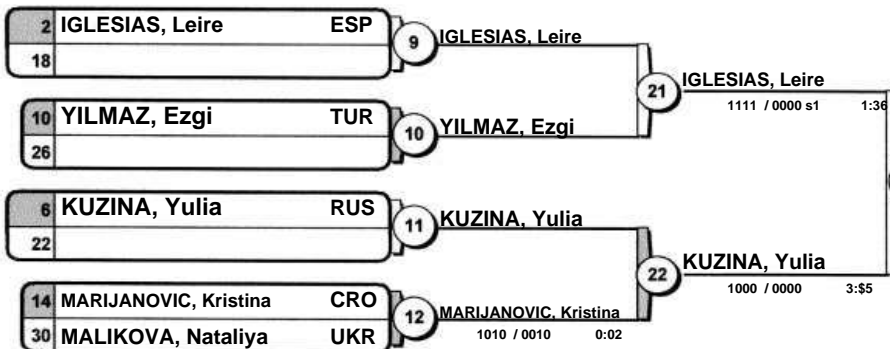 2 IGLESIAS, Leire ESP
18
9
IGLESIAS, Leire
10 YILMAZ, Ezgi TUR
26
10
YILMAZ, Ezgi
21
IGLESIAS, Leire
1111 / 0000 s1 1:36
6 KUZINA, Yulia RUS
22
11
KUZINA, Yulia
14 MARIJANOVIC, Kristina CRO
30 MALIKOVA, Nataliya UKR
12
MARIJANOVIC, Kristina
1010 / 0010 0:02
22
KUZINA, Yulia
1000 / 0000 3:$5